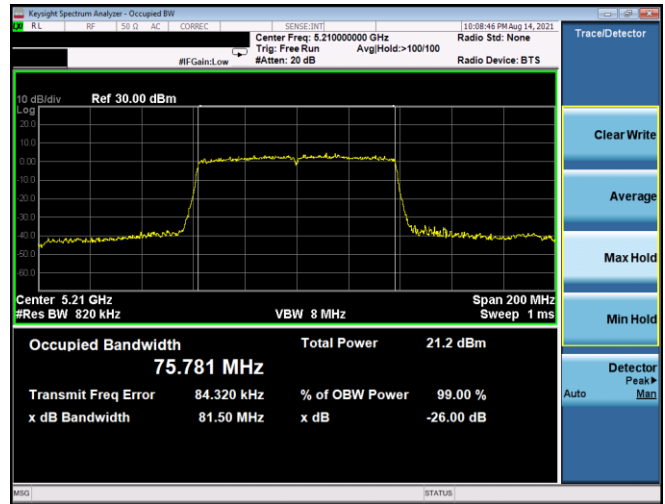 Keysight Spectrum Analyzer - Occupied BW
RL RF 50 Ω AC CORREC SENSE:INT 10:08:46 PM Aug 14, 2021
Center Freq: 5.210000000 GHz Radio Std: None
Trig: Free Run Avg|Hold:>100/100
#IFGain:Low #Atten: 20 dB Radio Device: BTS
10 dB/div Ref 30.00 dBm
Log
20.0
10.0
0.00
-10.0
-20.0
-30.0
-40.0
-50.0
-60.0
Center 5.21 GHz Span 200 MHz
#Res BW 820 kHz VBW 8 MHz Sweep 1 ms
Occupied Bandwidth Total Power 21.2 dBm
75.781 MHz
Transmit Freq Error 84.320 kHz % of OBW Power 99.00 %
x dB Bandwidth 81.50 MHz x dB -26.00 dB
MSG STATUS
Trace/Detector
Clear Write
Average
Max Hold
Min Hold
Detector
Peak▶
Auto Man